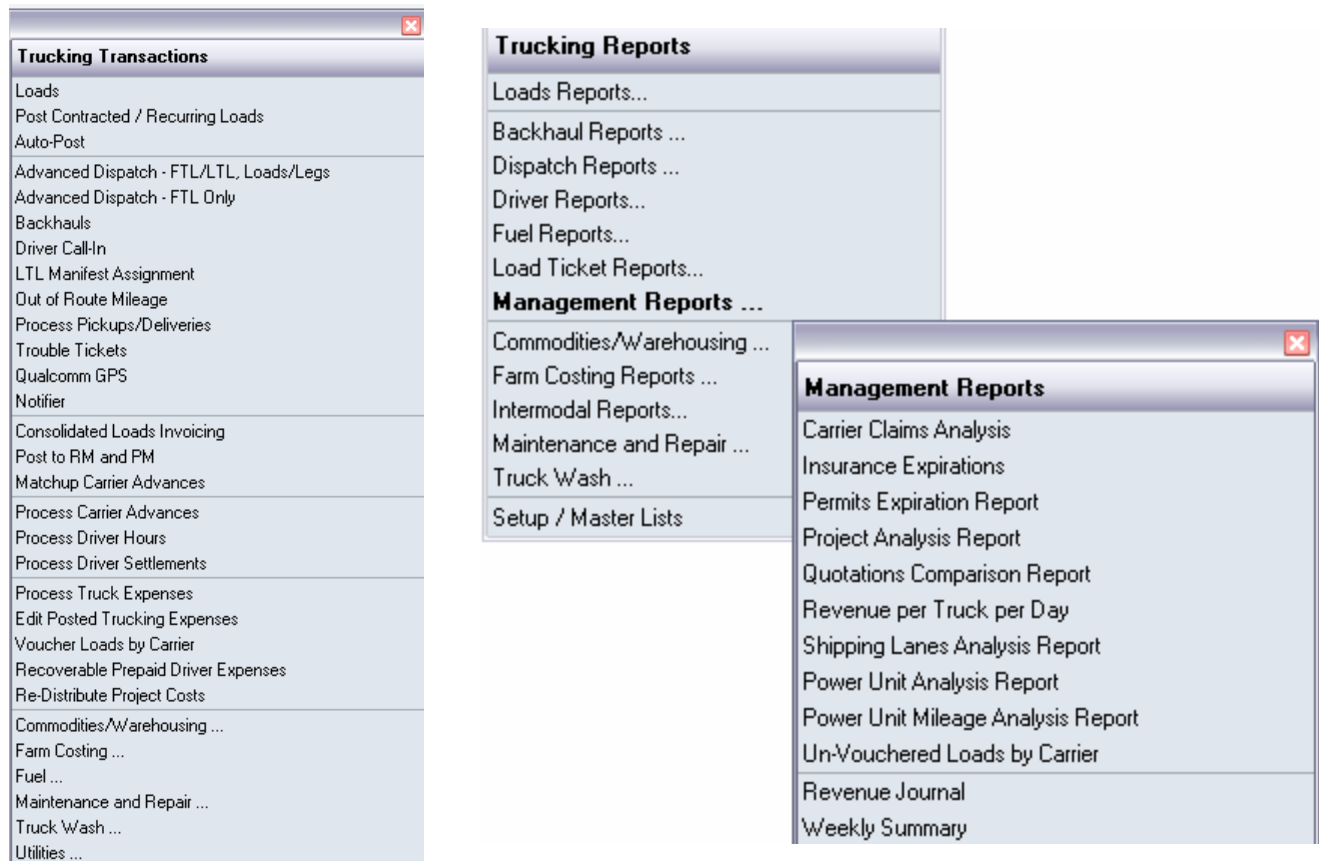 Trucking Transactions
Loads
Post Contracted / Recurring Loads
Auto-Post
Advanced Dispatch - FTL/LTL, Loads/Legs
Advanced Dispatch - FTL Only
Backhauls
Driver Call-In
LTL Manifest Assignment
Out of Route Mileage
Process Pickups/Deliveries
Trouble Tickets
Qualcomm GPS
Notifier
Consolidated Loads Invoicing
Post to RM and PM
Matchup Carrier Advances
Process Carrier Advances
Process Driver Hours
Process Driver Settlements
Process Truck Expenses
Edit Posted Trucking Expenses
Voucher Loads by Carrier
Recoverable Prepaid Driver Expenses
Re-Distribute Project Costs
Commodities/Warehousing ...
Farm Costing ...
Fuel ...
Maintenance and Repair ...
Truck Wash ...
Utilities ...
Trucking Reports
Loads Reports...
Backhaul Reports ...
Dispatch Reports ...
Driver Reports...
Fuel Reports...
Load Ticket Reports...
Management Reports ...
Commodities/Warehousing ...
Farm Costing Reports ...
Intermodal Reports...
Maintenance and Repair ...
Truck Wash ...
Setup / Master Lists
Management Reports
Carrier Claims Analysis
Insurance Expirations
Permits Expiration Report
Project Analysis Report
Quotations Comparison Report
Revenue per Truck per Day
Shipping Lanes Analysis Report
Power Unit Analysis Report
Power Unit Mileage Analysis Report
Un-Vouchered Loads by Carrier
Revenue Journal
Weekly Summary